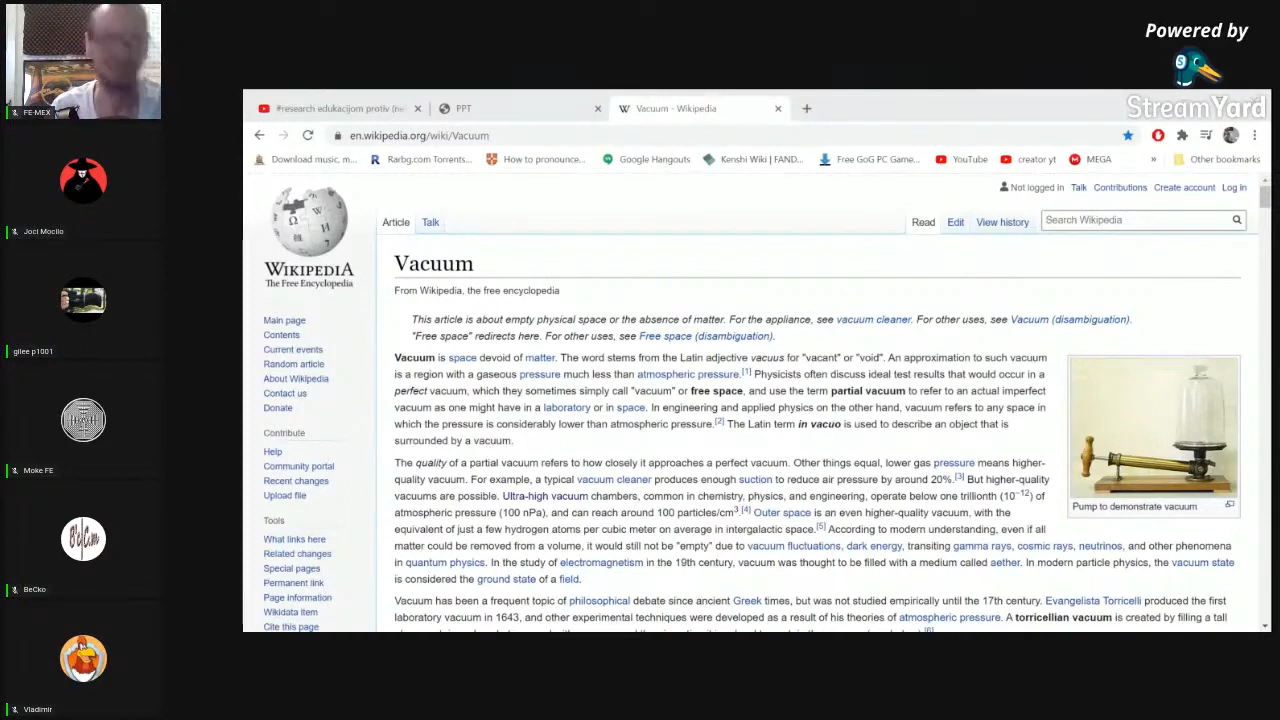 Powered by
StreamYard
FE-MEX
Joci Mocilo
gilee p1001
Moke FE
BeCko
Vladimir
#research edukacijom protiv (ne
PPT
Vacuum - Wikipedia
en.wikipedia.org/wiki/Vacuum
Download music, m...
Rarbg.com Torrents...
How to pronounce...
Google Hangouts
Kenshi Wiki | FAND...
Free GoG PC Game...
YouTube
creator yt
MEGA
»
Other bookmarks
WIKIPEDIA
The Free Encyclopedia
Main page
Contents
Current events
Random article
About Wikipedia
Contact us
Donate
Contribute
Help
Community portal
Recent changes
Upload file
Tools
What links here
Related changes
Special pages
Permanent link
Page information
Wikidata item
Cite this page
Not logged in Talk Contributions Create account Log in
Article Talk
Read Edit View history
Search Wikipedia
Vacuum
From Wikipedia, the free encyclopedia
This article is about empty physical space or the absence of matter. For the appliance, see vacuum cleaner. For other uses, see Vacuum (disambiguation).
"Free space" redirects here. For other uses, see Free space (disambiguation).
Vacuum is space devoid of matter. The word stems from the Latin adjective vacuus for "vacant" or "void". An approximation to such vacuum
is a region with a gaseous pressure much less than atmospheric pressure.[1] Physicists often discuss ideal test results that would occur in a
perfect vacuum, which they sometimes simply call "vacuum" or free space, and use the term partial vacuum to refer to an actual imperfect
vacuum as one might have in a laboratory or in space. In engineering and applied physics on the other hand, vacuum refers to any space in
which the pressure is considerably lower than atmospheric pressure.[2] The Latin term in vacuo is used to describe an object that is
surrounded by a vacuum.
Pump to demonstrate vacuum
The quality of a partial vacuum refers to how closely it approaches a perfect vacuum. Other things equal, lower gas pressure means higher-
quality vacuum. For example, a typical vacuum cleaner produces enough suction to reduce air pressure by around 20%.[3] But higher-quality
vacuums are possible. Ultra-high vacuum chambers, common in chemistry, physics, and engineering, operate below one trillionth (10−12) of
atmospheric pressure (100 nPa), and can reach around 100 particles/cm3.[4] Outer space is an even higher-quality vacuum, with the
equivalent of just a few hydrogen atoms per cubic meter on average in intergalactic space.[5] According to modern understanding, even if all
matter could be removed from a volume, it would still not be "empty" due to vacuum fluctuations, dark energy, transiting gamma rays, cosmic rays, neutrinos, and other phenomena
in quantum physics. In the study of electromagnetism in the 19th century, vacuum was thought to be filled with a medium called aether. In modern particle physics, the vacuum state
is considered the ground state of a field.
Vacuum has been a frequent topic of philosophical debate since ancient Greek times, but was not studied empirically until the 17th century. Evangelista Torricelli produced the first
laboratory vacuum in 1643, and other experimental techniques were developed as a result of his theories of atmospheric pressure. A torricellian vacuum is created by filling a tall